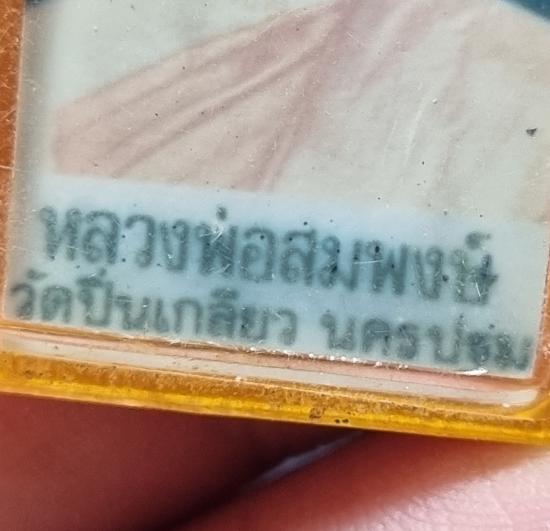 หลวงพ่อสมพงษ์
วัดปิ่นเกลียว นครปฐม